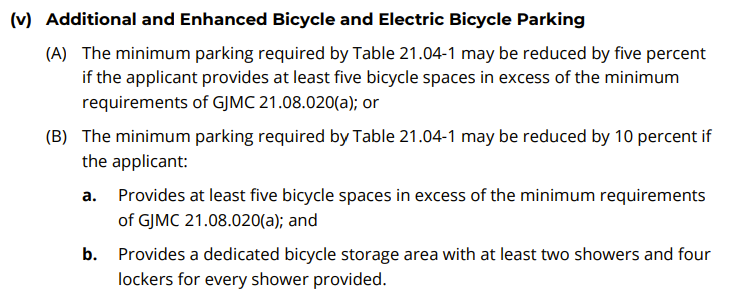 (v) Additional and Enhanced Bicycle and Electric Bicycle Parking
(A) The minimum parking required by Table 21.04-1 may be reduced by five percent
if the applicant provides at least five bicycle spaces in excess of the minimum
requirements of GJMC 21.08.020(a); or
(B) The minimum parking required by Table 21.04-1 may be reduced by 10 percent if
the applicant:
a. Provides at least five bicycle spaces in excess of the minimum requirements
of GJMC 21.08.020(a); and
b. Provides a dedicated bicycle storage area with at least two showers and four
lockers for every shower provided.